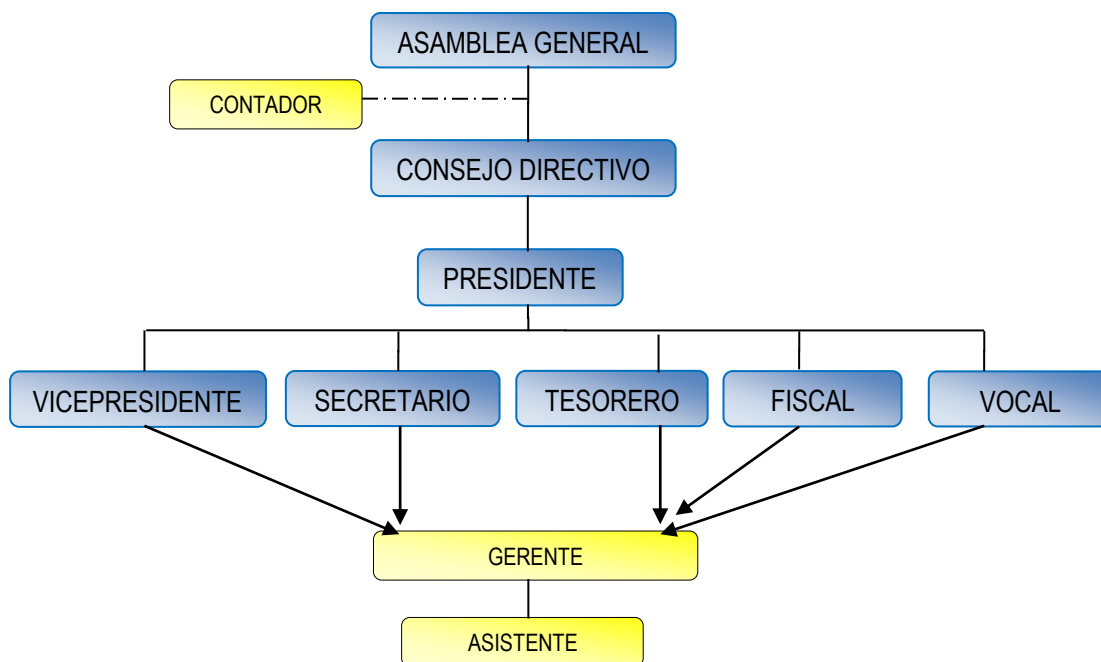 ASAMBLEA GENERAL
CONTADOR
CONSEJO DIRECTIVO
PRESIDENTE
VICEPRESIDENTE
SECRETARIO
TESORERO
FISCAL
VOCAL
GERENTE
ASISTENTE